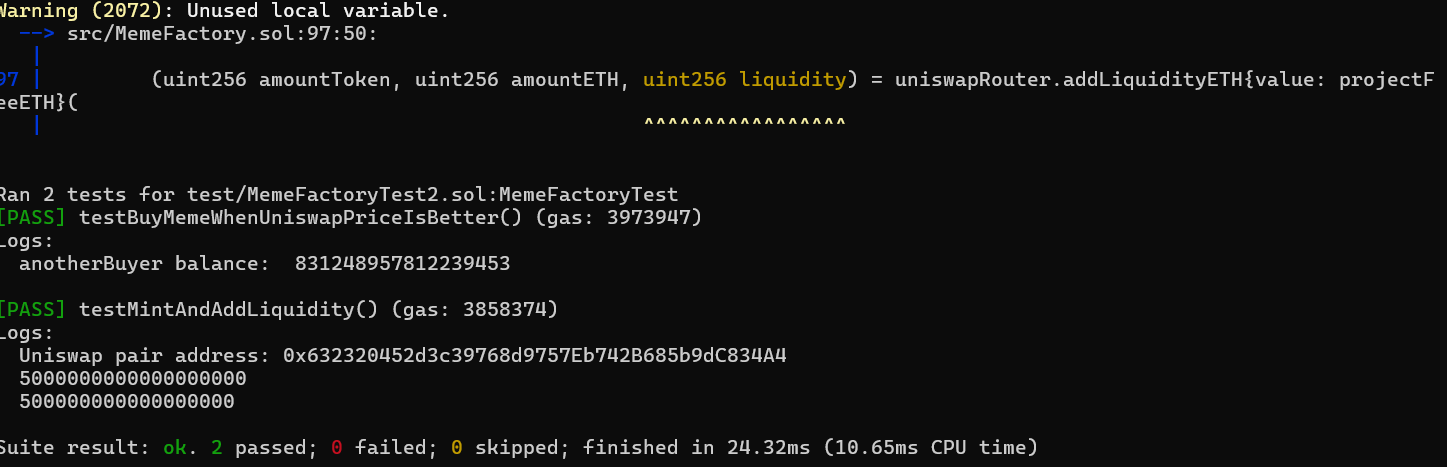 Warning (2072): Unused local variable.
--> src/MemeFactory.sol:97:50:
|
97 |         (uint256 amountToken, uint256 amountETH, uint256 liquidity) = uniswapRouter.addLiquidityETH{value: projectF
eeETH}(
|                                                  ^^^^^^^^^^^^^^^^^
Ran 2 tests for test/MemeFactoryTest2.sol:MemeFactoryTest
[PASS] testBuyMemeWhenUniswapPriceIsBetter() (gas: 3973947)
Logs:
anotherBuyer balance:  831248957812239453
[PASS] testMintAndAddLiquidity() (gas: 3858374)
Logs:
Uniswap pair address: 0x632320452d3c39768d9757Eb742B685b9dC834A4
5000000000000000000
500000000000000000
Suite result: ok. 2 passed; 0 failed; 0 skipped; finished in 24.32ms (10.65ms CPU time)